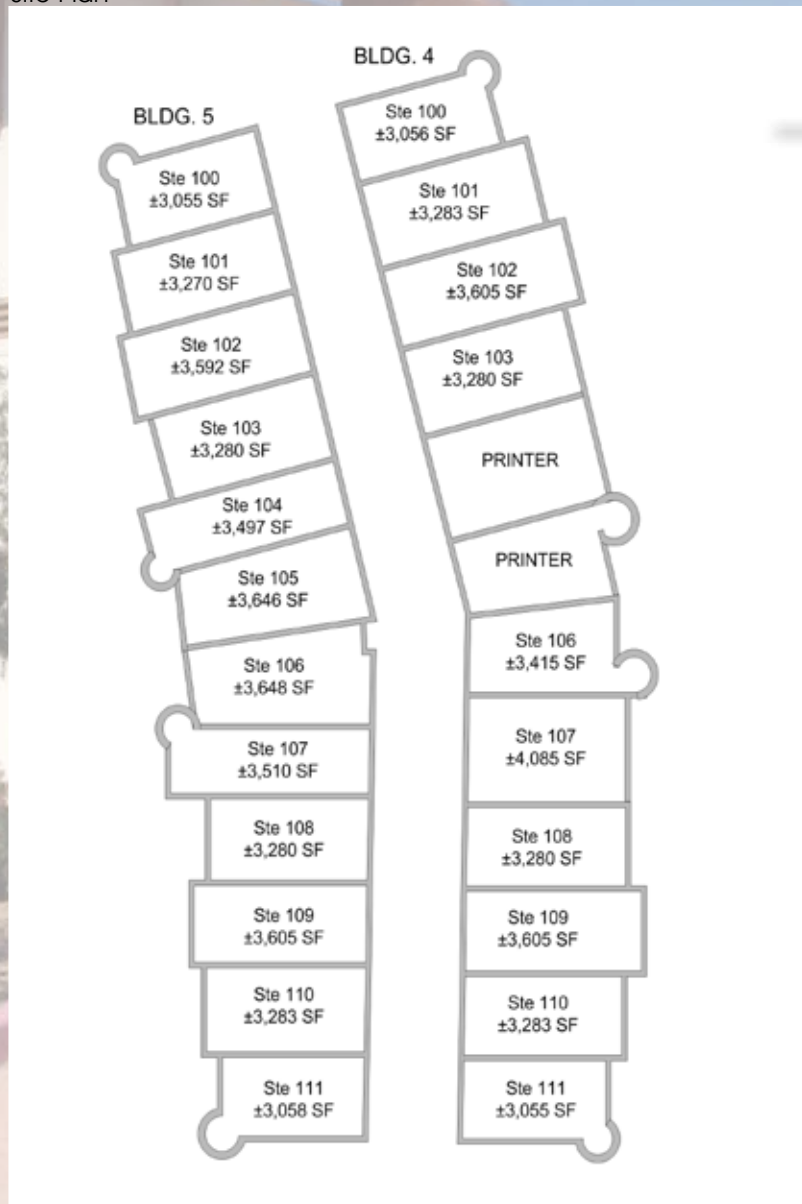 BLDG. 4
Ste 100
±3,056 SF
Ste 101
±3,283 SF
Ste 102
±3,605 SF
Ste 103
±3,280 SF
PRINTER
PRINTER
Ste 106
±3,415 SF
Ste 107
±4,085 SF
Ste 108
±3,280 SF
Ste 109
±3,605 SF
Ste 110
±3,283 SF
Ste 111
±3,055 SF
BLDG. 5
Ste 100
±3,055 SF
Ste 101
±3,270 SF
Ste 102
±3,592 SF
Ste 103
±3,280 SF
Ste 104
±3,497 SF
Ste 105
±3,646 SF
Ste 106
±3,648 SF
Ste 107
±3,510 SF
Ste 108
±3,280 SF
Ste 109
±3,605 SF
Ste 110
±3,283 SF
Ste 111
±3,058 SF